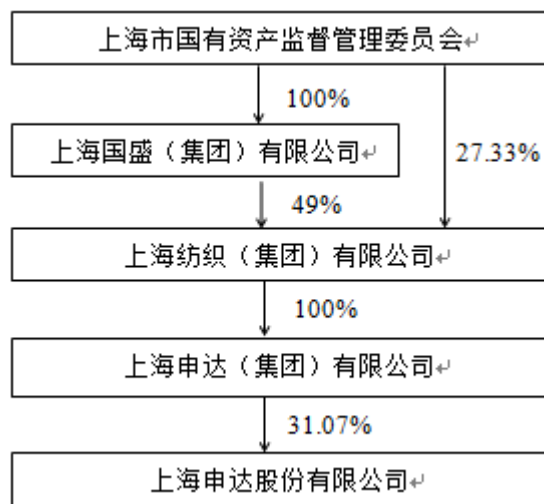 上海市国有资产监督管理委员会↵
100%
上海国盛（集团）有限公司↵
27.33%
49%
上海纺织（集团）有限公司↵
100%
上海申达（集团）有限公司↵
31.07%
上海申达股份有限公司↵